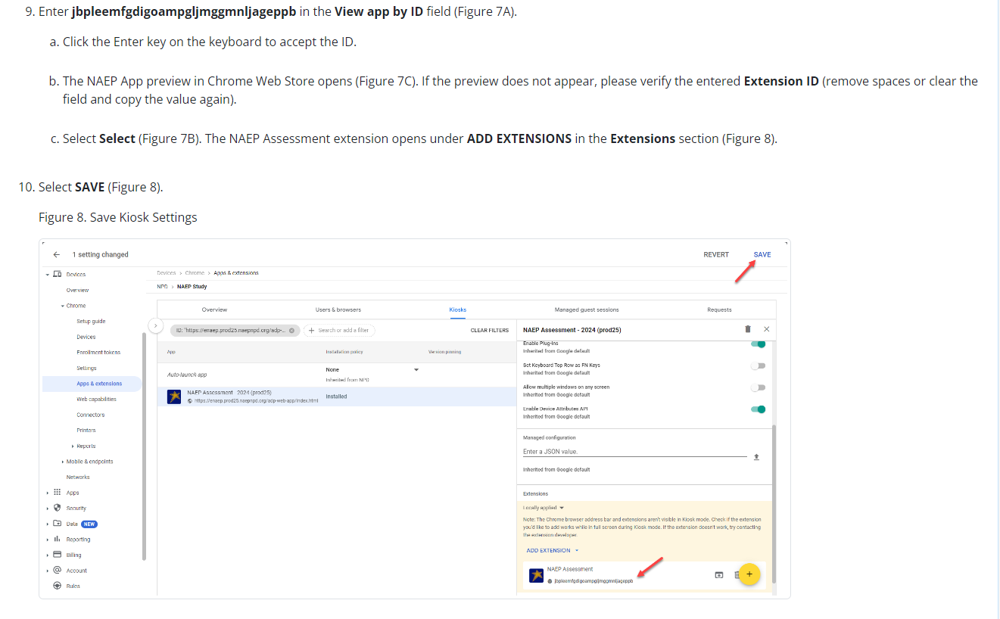 9. Enter jbpleemfgdigoampgljmggmnljageppb in the View app by ID field (Figure 7A).
a. Click the Enter key on the keyboard to accept the ID.
b. The NAEP App preview in Chrome Web Store opens (Figure 7C). If the preview does not appear, please verify the entered Extension ID (remove spaces or clear the
field and copy the value again).
c. Select Select (Figure 7B). The NAEP Assessment extension opens under ADD EXTENSIONS in the Extensions section (Figure 8).
10. Select SAVE (Figure 8).
Figure 8. Save Kiosk Settings
1 setting changed
REVERT
SAVE
Devices
Overview
Chrome
Setup guide
Devices
Enrollment tokens
Settings
Apps & extensions
Web capabilities
Connectors
Printers
Reports
Mobile & endpoints
Networks
Apps
Security
Data NEW
Reporting
Billing
Account
Rules
Devices > Chrome > Apps & extensions
NPD > NAEP Study
Overview
Users & browsers
Kiosks
Managed guest sessions
Requests
ID: "https://enaep.prod25.naepnpd.org/adp-...
+ Search or add a filter
CLEAR FILTERS
App
Installation policy
Version pinning
Auto-launch app
None
Inherited from NPD
NAEP Assessment - 2024 (prod25)
https://enaep.prod25.naepnpd.org/adp-web-app/index.html
Installed
NAEP Assessment - 2024 (prod25)
Enable Plug-ins
Inherited from Google default
Set Keyboard Top Row as FN Keys
Inherited from Google default
Allow multiple windows on any screen
Inherited from Google default
Enable Device Attributes API
Inherited from Google default
Managed configuration
Enter a JSON value.
Inherited from Google default
Extensions
Locally applied
Note: The Chrome browser address bar and extensions aren't visible in Kiosk mode. Check if the extension
you'd like to add works while in full screen during Kiosk mode. If the extension doesn't work, try contacting
the extension developer.
ADD EXTENSION
NAEP Assessment
jbpleemfgdigoampgljmggmnljageppb
+